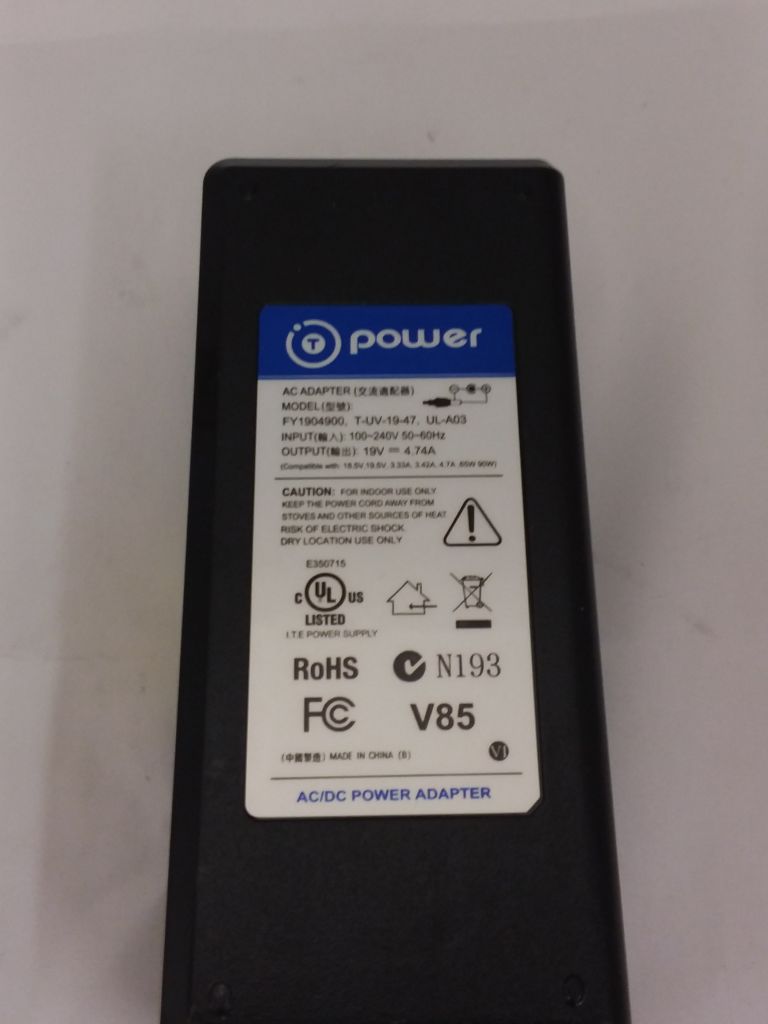 T power
AC ADAPTER (交流適配器)
MODEL(型號):
FY1904900, T-UV-19-47, UL-A03
INPUT(輸入): 100~240V 50~60Hz
OUTPUT(輸出): 19V ⎓ 4.74A
(Compatible with: 18.5V,19.5V, 3.33A, 3.42A, 4.7A ,65W 90W)
CAUTION: FOR INDOOR USE ONLY
KEEP THE POWER CORD AWAY FROM
STOVES AND OTHER SOURCES OF HEAT
RISK OF ELECTRIC SHOCK
DRY LOCATION USE ONLY
E350715
C UL US
LISTED
I.T.E POWER SUPPLY
RoHS N193
FC V85
(中國製造) MADE IN CHINA (B) VI
AC/DC POWER ADAPTER